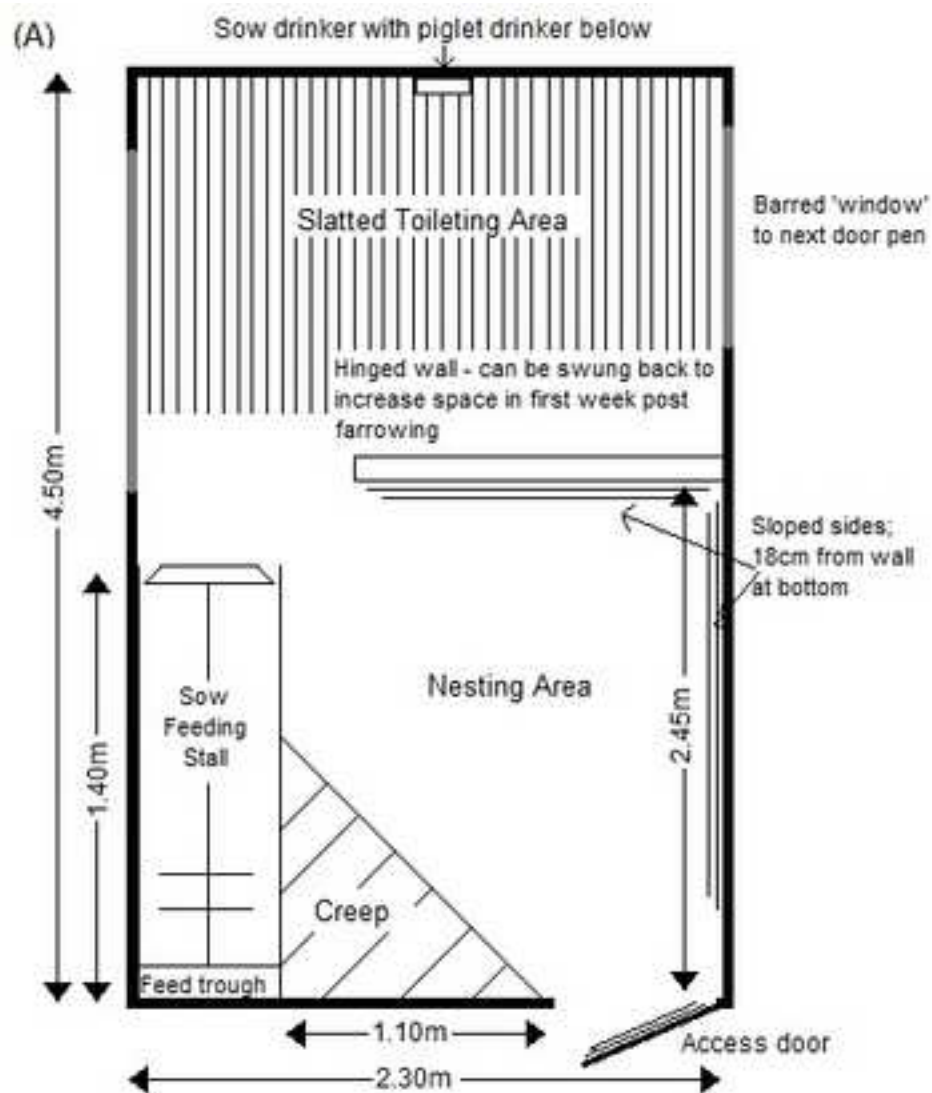 (A)
Sow drinker with piglet drinker below
Slatted Toileting Area
Barred 'window'
to next door pen
Hinged wall - can be swung back to
increase space in first week post
farrowing
4.50m
Sloped sides;
18cm from wall
at bottom
Nesting Area
2.45m
Sow
Feeding
Stall
1.40m
Creep
Feed trough
1.10m
Access door
2.30m